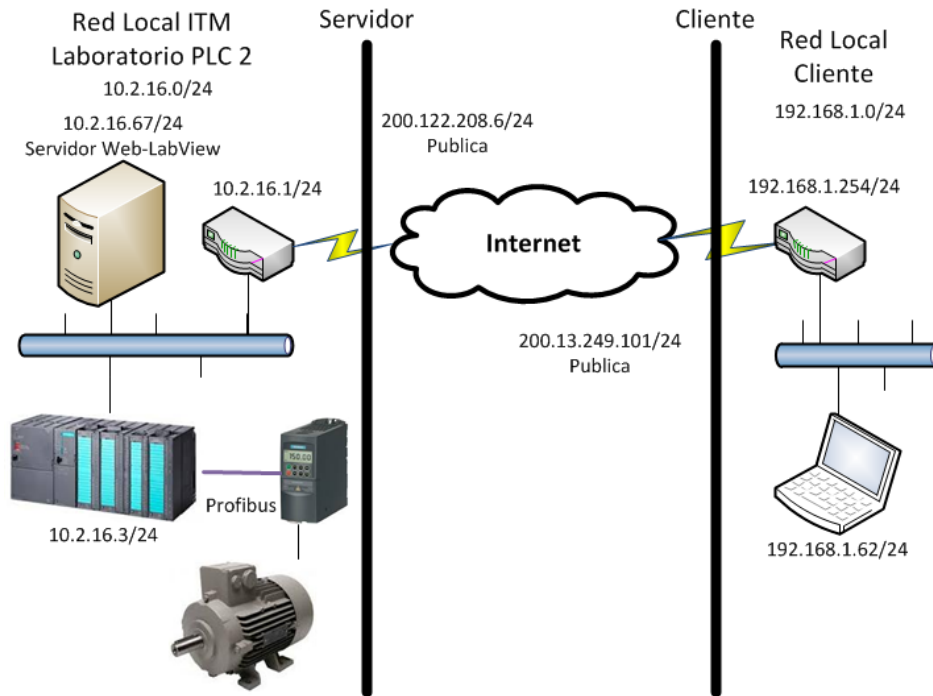 Red Local ITM
Laboratorio PLC 2
10.2.16.0/24
10.2.16.67/24
Servidor Web-LabView
10.2.16.1/24
Servidor
200.122.208.6/24
Publica
Internet
200.13.249.101/24
Publica
Cliente
Red Local
Cliente
192.168.1.0/24
192.168.1.254/24
192.168.1.62/24
Profibus
10.2.16.3/24
150.00